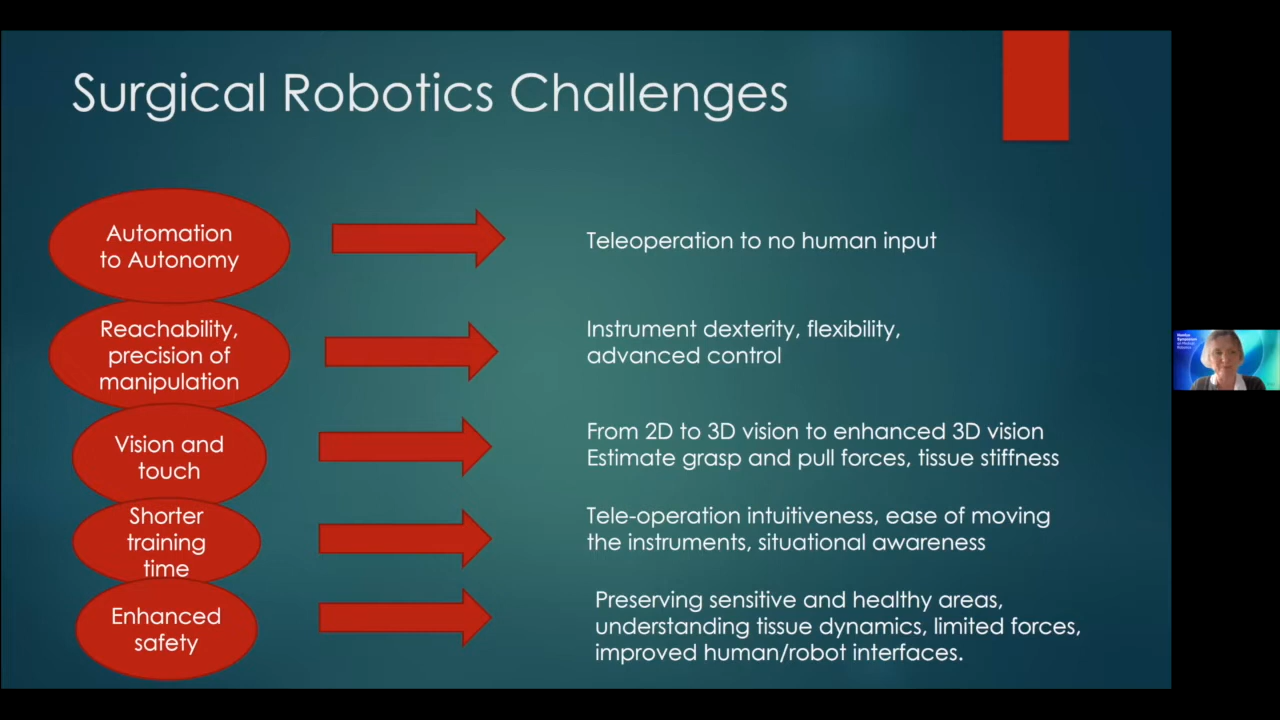 Surgical Robotics Challenges
Automation
to Autonomy
Teleoperation to no human input
Reachability,
precision of
manipulation
Instrument dexterity, flexibility,
advanced control
Vision and
touch
From 2D to 3D vision to enhanced 3D vision
Estimate grasp and pull forces, tissue stiffness
Shorter
training
time
Tele-operation intuitiveness, ease of moving
the instruments, situational awareness
Enhanced
safety
Preserving sensitive and healthy areas,
understanding tissue dynamics, limited forces,
improved human/robot interfaces.
Symposium